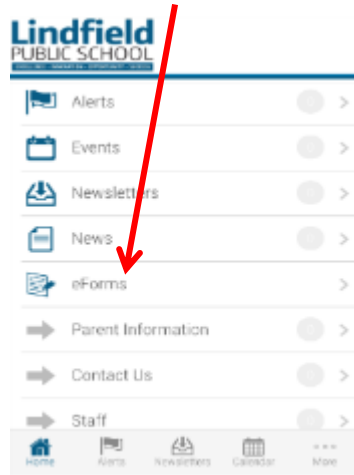 Lindfield
PUBLIC SCHOOL
Alerts
Events
Newsletters
News
eForms
Parent Information
Contact Us
Staff
Home Alerts Newsletters Calendar More